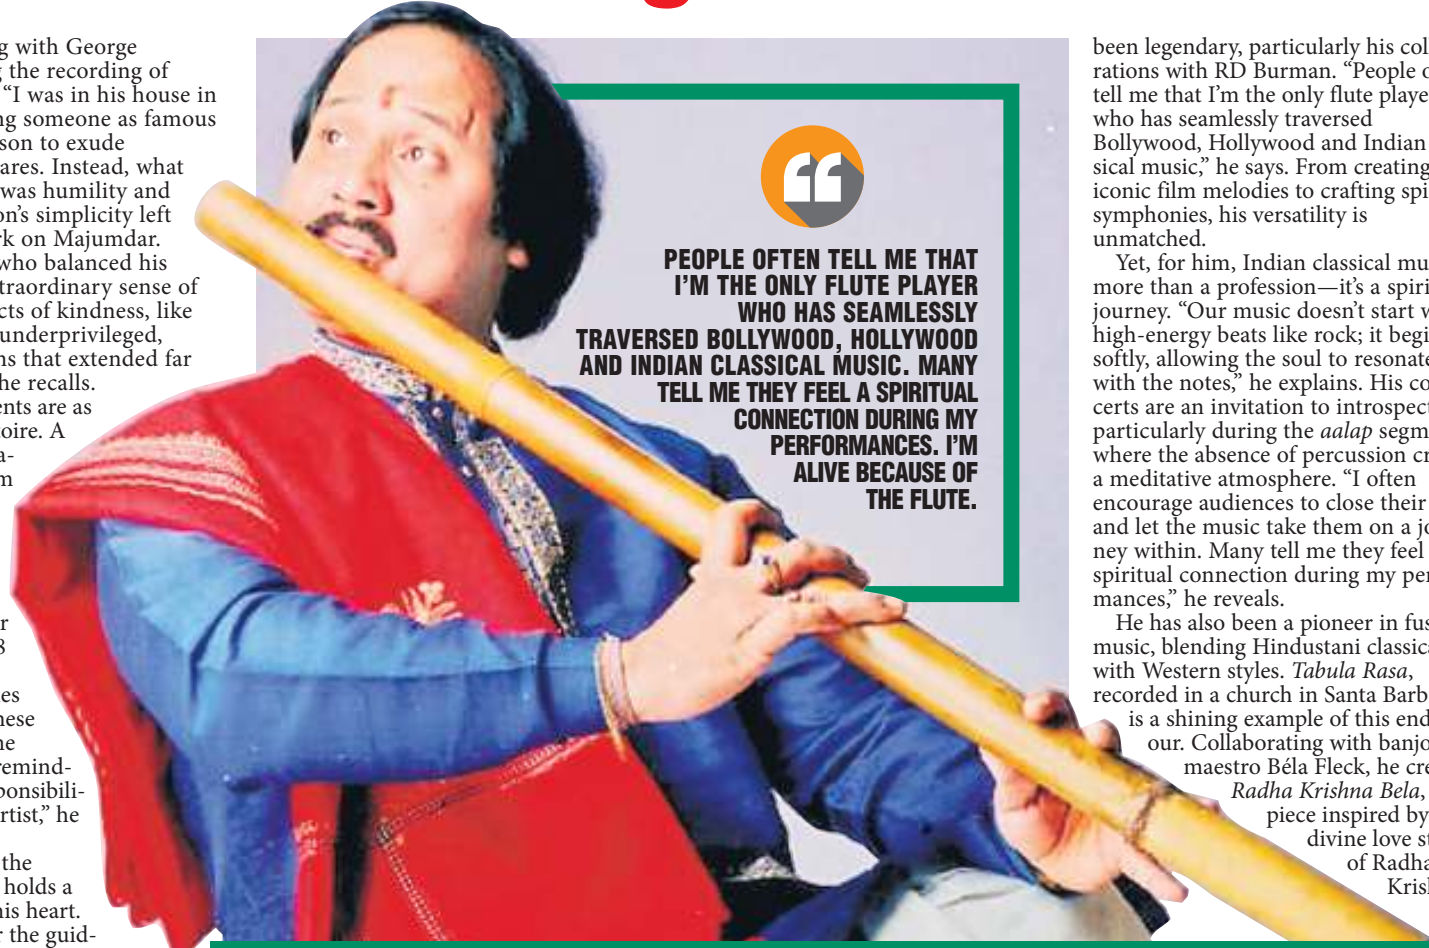 g with George
g the recording of
“I was in his house in
ng someone as famous
son to exude
ares. Instead, what
was humility and
on’s simplicity left
rk on Majumdar.
who balanced his
traordinary sense of
cts of kindness, like
underprivileged,
ns that extended far
he recalls.
ents are as
toire. A
a-
m
r
8
es
hese
he
remind-
ponsibili-
rtist,” he
the
holds a
his heart.
r the guid-
PEOPLE OFTEN TELL ME THAT
I’M THE ONLY FLUTE PLAYER
WHO HAS SEAMLESSLY
TRAVERSED BOLLYWOOD, HOLLYWOOD
AND INDIAN CLASSICAL MUSIC. MANY
TELL ME THEY FEEL A SPIRITUAL
CONNECTION DURING MY
PERFORMANCES. I’M
ALIVE BECAUSE OF
THE FLUTE.
been legendary, particularly his col
rations with RD Burman. “People o
tell me that I’m the only flute playe
who has seamlessly traversed
Bollywood, Hollywood and Indian
sical music,” he says. From creating
iconic film melodies to crafting spi
symphonies, his versatility is
unmatched.
Yet, for him, Indian classical mu
more than a profession—it’s a spiri
journey. “Our music doesn’t start w
high-energy beats like rock; it begi
softly, allowing the soul to resonate
with the notes,” he explains. His co
certs are an invitation to introspect
particularly during the aalap segm
where the absence of percussion cr
a meditative atmosphere. “I often
encourage audiences to close their
and let the music take them on a jo
ney within. Many tell me they feel
spiritual connection during my per
mances,” he reveals.
He has also been a pioneer in fus
music, blending Hindustani classica
with Western styles. Tabula Rasa,
recorded in a church in Santa Barb
is a shining example of this end
our. Collaborating with banjo
maestro Béla Fleck, he cre
Radha Krishna Bela,
piece inspired by
divine love st
of Radha
Krish